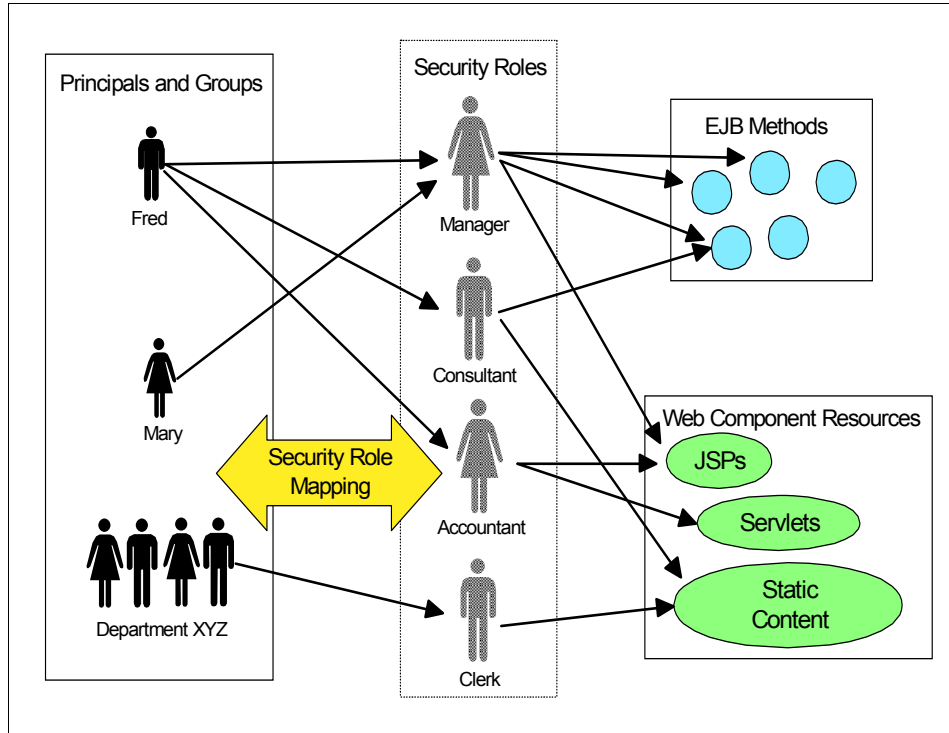 Principals and Groups
Fred
Mary
Department XYZ
Security Role
Mapping
Security Roles
Manager
Consultant
Accountant
Clerk
EJB Methods
Web Component Resources
JSPs
Servlets
Static
Content